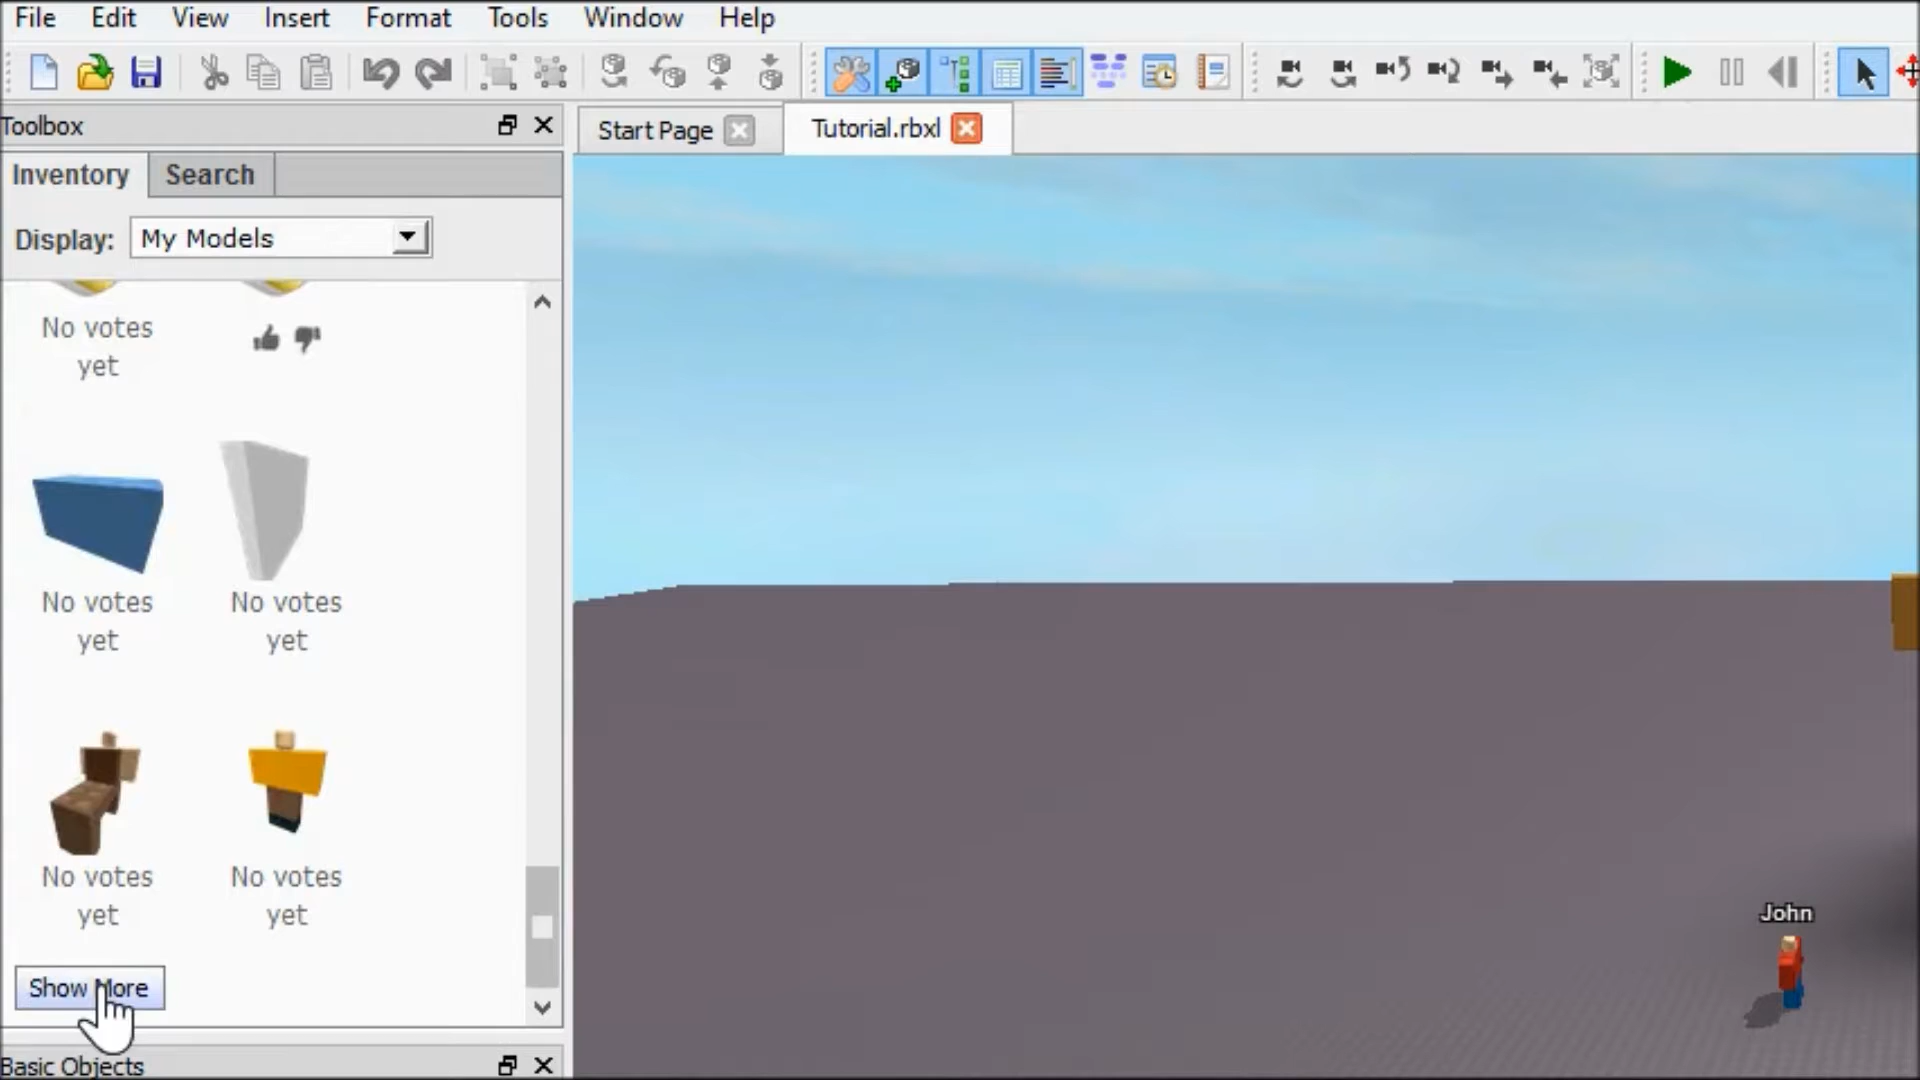 File Edit View Insert Format Tools Window Help
Toolbox
Start Page
Tutorial.rbxl
Inventory
Search
Display:
My Models
No votes
yet
No votes
yet
No votes
yet
No votes
yet
No votes
yet
John
Show More
Basic Objects